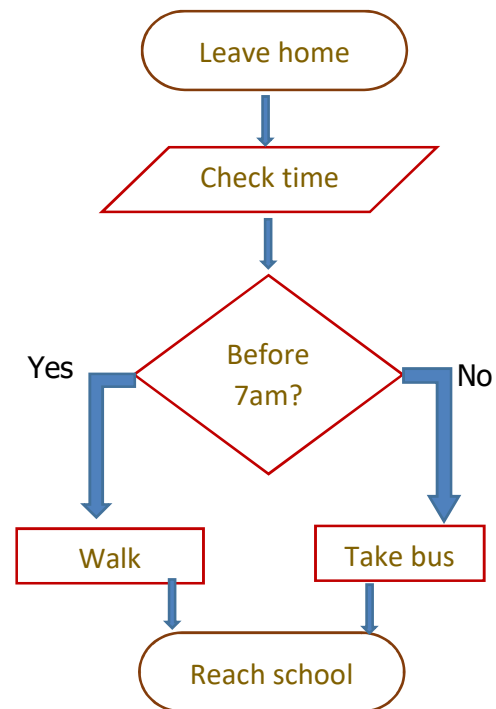 Leave home
Check time
Before
7am?
Yes
No
Walk
Take bus
Reach school